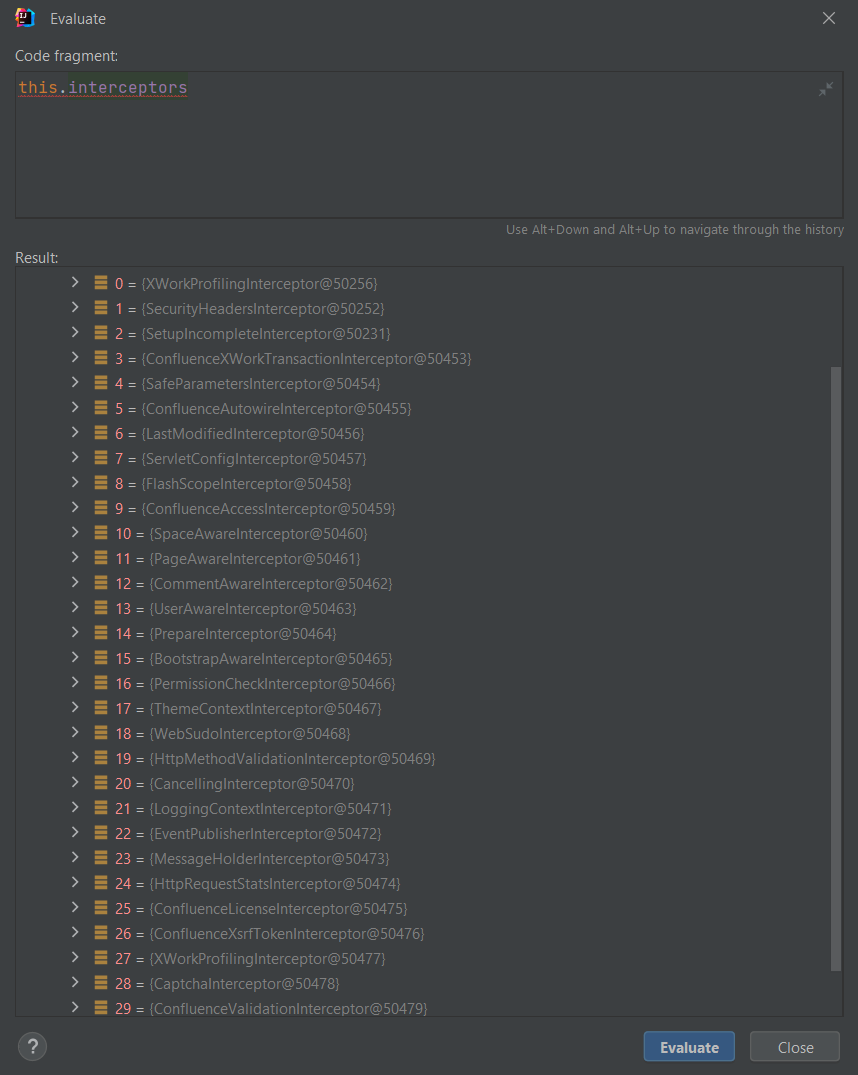 Evaluate
Code fragment:
this.interceptors
Use Alt+Down and Alt+Up to navigate through the history
Result:
0 = {XWorkProfilingInterceptor@50256}
1 = {SecurityHeadersInterceptor@50252}
2 = {SetupIncompleteInterceptor@50231}
3 = {ConfluenceXWorkTransactionInterceptor@50453}
4 = {SafeParametersInterceptor@50454}
5 = {ConfluenceAutowireInterceptor@50455}
6 = {LastModifiedInterceptor@50456}
7 = {ServletConfigInterceptor@50457}
8 = {FlashScopeInterceptor@50458}
9 = {ConfluenceAccessInterceptor@50459}
10 = {SpaceAwareInterceptor@50460}
11 = {PageAwareInterceptor@50461}
12 = {CommentAwareInterceptor@50462}
13 = {UserAwareInterceptor@50463}
14 = {PrepareInterceptor@50464}
15 = {BootstrapAwareInterceptor@50465}
16 = {PermissionCheckInterceptor@50466}
17 = {ThemeContextInterceptor@50467}
18 = {WebSudoInterceptor@50468}
19 = {HttpMethodValidationInterceptor@50469}
20 = {CancellingInterceptor@50470}
21 = {LoggingContextInterceptor@50471}
22 = {EventPublisherInterceptor@50472}
23 = {MessageHolderInterceptor@50473}
24 = {HttpRequestStatsInterceptor@50474}
25 = {ConfluenceLicenseInterceptor@50475}
26 = {ConfluenceXsrfTokenInterceptor@50476}
27 = {XWorkProfilingInterceptor@50477}
28 = {CaptchaInterceptor@50478}
29 = {ConfluenceValidationInterceptor@50479}
?
Evaluate
Close